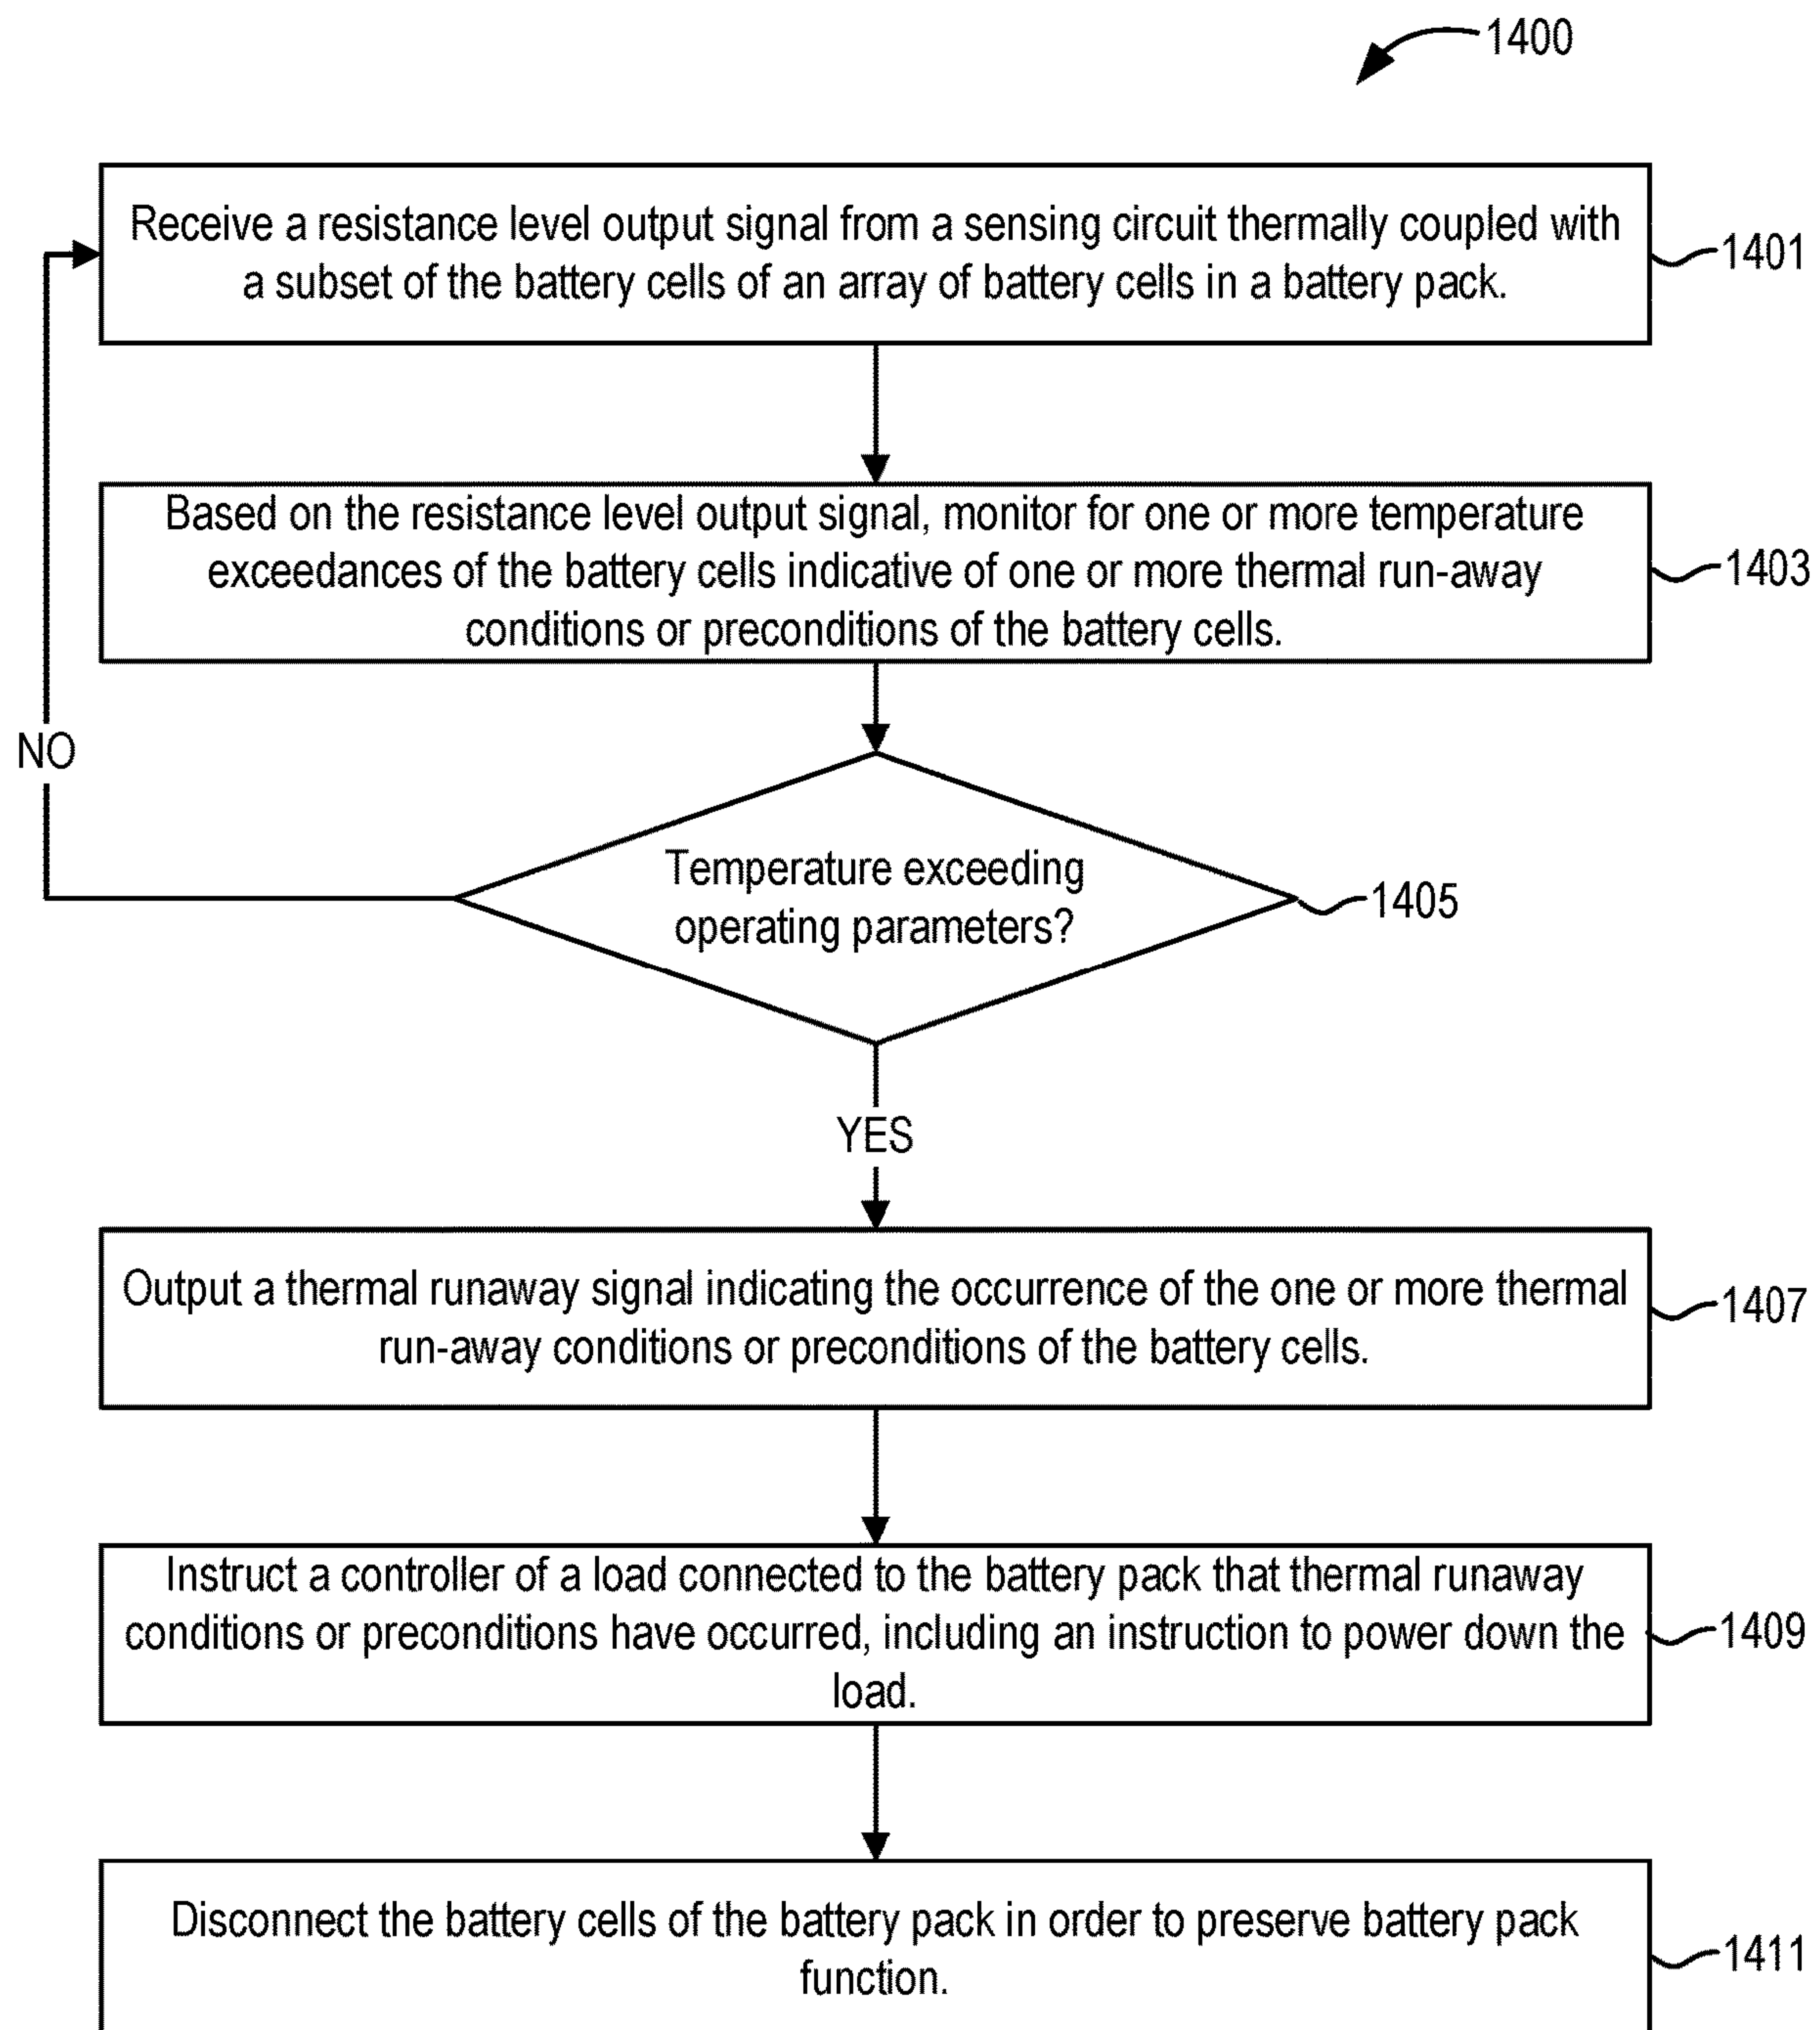 1400
Receive a resistance level output signal from a sensing circuit thermally coupled with
a subset of the battery cells of an array of battery cells in a battery pack.
1401
Based on the resistance level output signal, monitor for one or more temperature
exceedances of the battery cells indicative of one or more thermal run-away
conditions or preconditions of the battery cells.
1403
NO
Temperature exceeding
operating parameters?
1405
YES
Output a thermal runaway signal indicating the occurrence of the one or more thermal
run-away conditions or preconditions of the battery cells.
1407
Instruct a controller of a load connected to the battery pack that thermal runaway
conditions or preconditions have occurred, including an instruction to power down the
load.
1409
Disconnect the battery cells of the battery pack in order to preserve battery pack
function.
1411